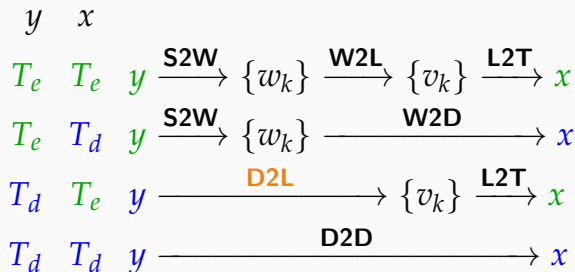 y x
T_e T_e y S2W {w_k} W2L {v_k} L2T x
T_e T_d y S2W {w_k} W2D x
T_d T_e y D2L {v_k} L2T x
T_d T_d y D2D x